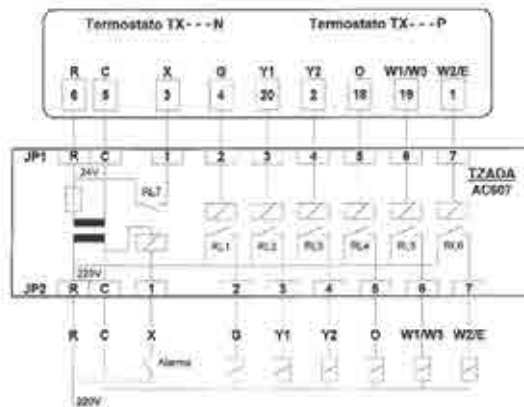 Termostato TX---N Termostato TX---P
R C X G Y1 Y2 O W1/W3 W2/E
6 5 3 4 20 2 18 19 1
JP1 R C 1 2 3 4 5 6 7
24V
TZADA
AC607
RL7
RL1 RL2 RL3 RL4 RL5 RL6
220V
JP2 R C 1 2 3 4 5 6 7
R C X G Y1 Y2 O W1/W3 W2/E
Alarma
220V